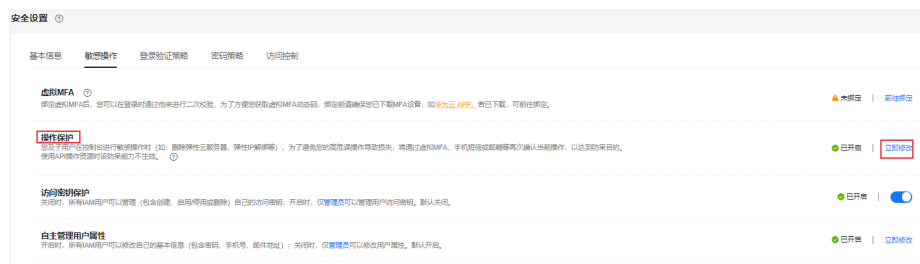 安全设置
基本信息 敏感操作 登录验证策略 密码策略 访问控制
虚拟MFA
绑定虚拟MFA后，您可以在登录时通过他来进行二次校验，为了方便您获取虚拟MFA动态码，绑定前请确保您已下载MFA设备，如华为云 APP，若已下载，可前往绑定。
未绑定 | 前往绑定
操作保护
您及子用户在控制台进行敏感操作时（如：删除弹性云服务器、弹性IP解绑等），为了避免您的高危误操作导致损失，将通过虚拟MFA、手机短信或邮箱等再次确认当前操作，以达到防呆目的。
使用API操作资源时该防呆能力不生效。
已开启 | 立即修改
访问密钥保护
关闭时，所有IAM用户可以管理（包含创建、启用/停用或删除）自己的访问密钥；开启时，仅管理员可以管理用户访问密钥。默认关闭。
已开启 |
自主管理用户属性
开启时，所有IAM用户可以修改自己的基本信息（包含密码、手机号、邮件地址）；关闭时，仅管理员可以修改用户属性。默认开启。
已开启 | 立即修改